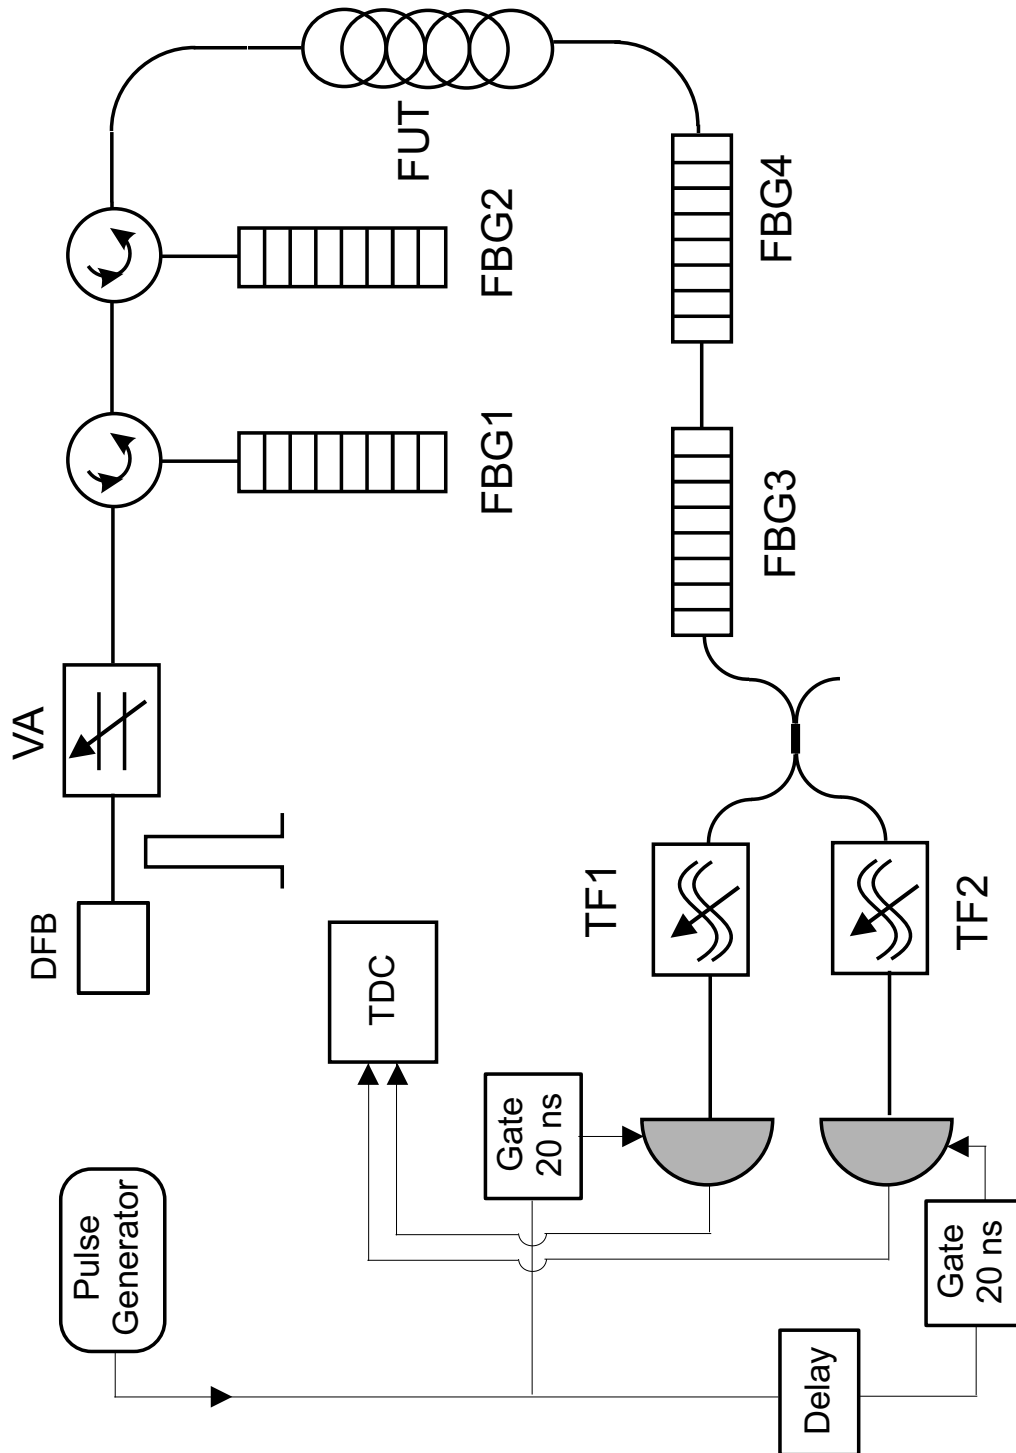 DFB
VA
FBG1
FBG2
FUT
FBG4
FBG3
TF1
TF2
TDC
Gate
20 ns
Pulse
Generator
Gate
20 ns
Delay